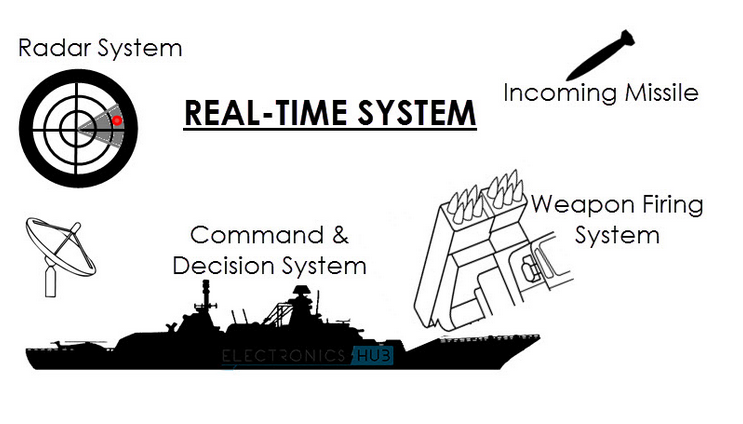 Radar System
REAL-TIME SYSTEM
Incoming Missile
Weapon Firing
System
Command &
Decision System
ELECTRONICS HUB